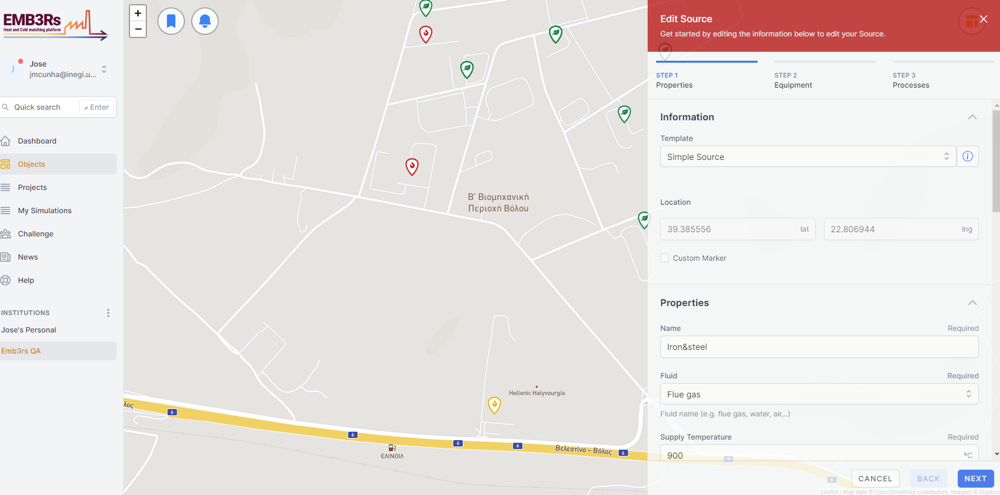 EMB3Rs
Heat and Cold matching platform
J
Jose
jmcunha@inegi.u...
Quick search
Enter
Dashboard
Objects
Projects
My Simulations
Challenge
News
Help
INSTITUTIONS
Jose's Personal
Emb3rs QA
+
−
Β' Βιομηχανική
Περιοχή Βόλου
Hellenic Halyvourgia
λος
6
6
6
6
Βελεστίνο – Βόλος
6
ΕΛΙΝΟΙΛ
6
6
Edit Source
Get started by editing the information below to edit your Source.
STEP 1
Properties
STEP 2
Equipment
STEP 3
Processes
Information
Template
Simple Source
Location
39.385556 lat
22.806944 lng
Custom Marker
Properties
Name Required
Iron&steel
Fluid Required
Flue gas
Fluid name (e.g. flue gas, water, air,..)
Supply Temperature Required
900 ºC
CANCEL
BACK
NEXT
Leaflet | Map data © OpenStreetMap contributors, Imagery © Mapbox